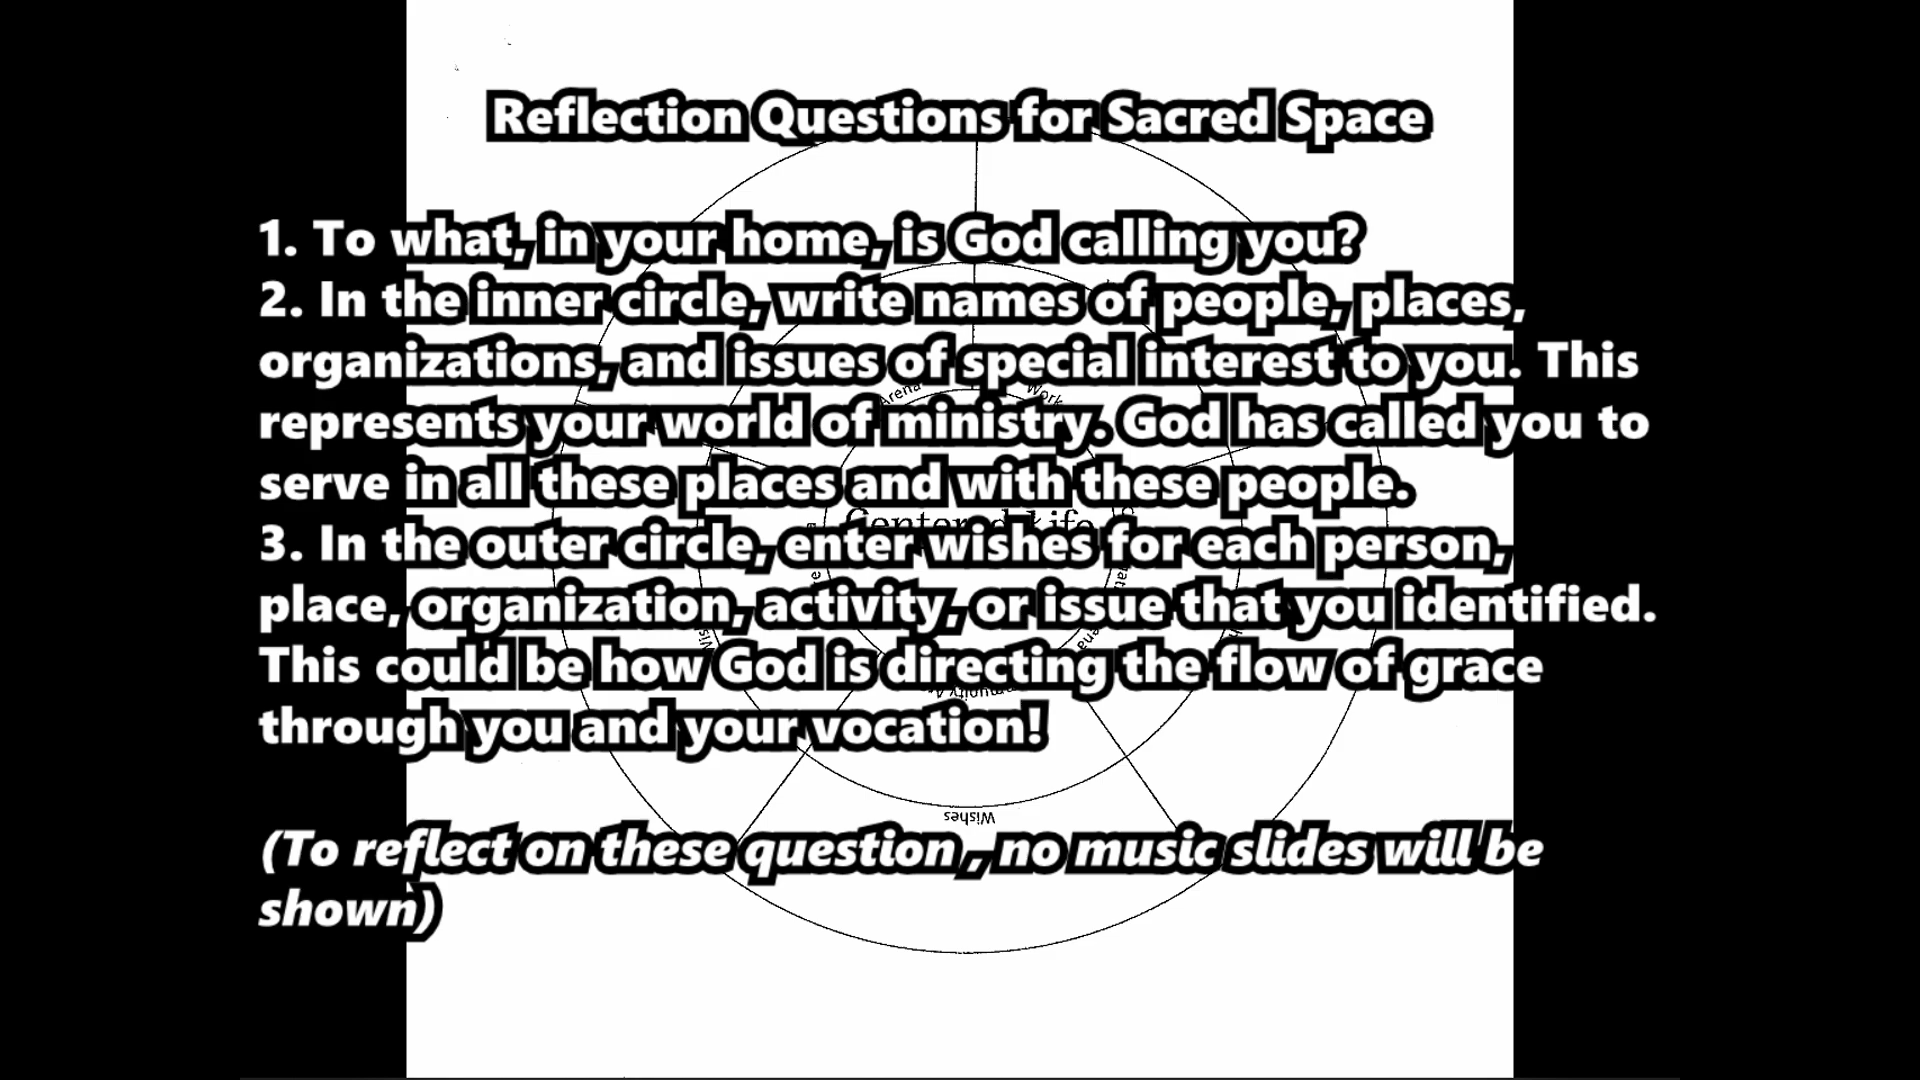 Reflection Questions for Sacred Space
1. To what, in your home, is God calling you?
2. In the inner circle, write names of people, places,
organizations, and issues of special interest to you. This
represents your world of ministry. God has called you to
serve in all these places and with these people.
3. In the outer circle, enter wishes for each person,
place, organization, activity, or issue that you identified.
This could be how God is directing the flow of grace
through you and your vocation!
(To reflect on these question , no music slides will be
shown)
Arena
Work
Centered Life
Wishes